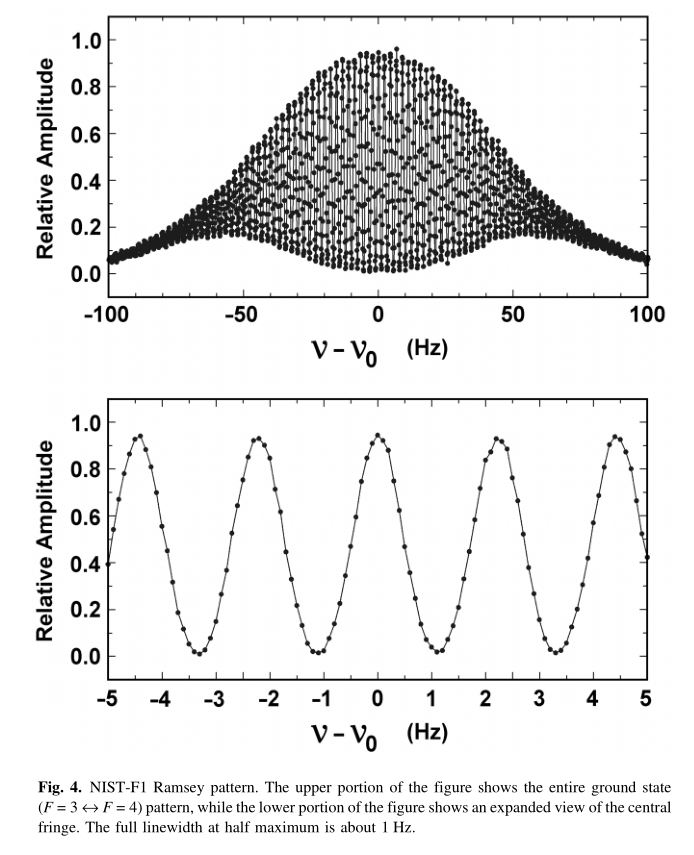 1.0
0.8
0.6
0.4
0.2
0.0
Relative Amplitude
-100 -50 0 50 100
ν – ν0 (Hz)
1.0
0.8
0.6
0.4
0.2
0.0
Relative Amplitude
-5 -4 -3 -2 -1 0 1 2 3 4 5
ν – ν0 (Hz)
Fig. 4. NIST-F1 Ramsey pattern. The upper portion of the figure shows the entire ground state
(F = 3 ↔ F = 4) pattern, while the lower portion of the figure shows an expanded view of the central
fringe. The full linewidth at half maximum is about 1 Hz.